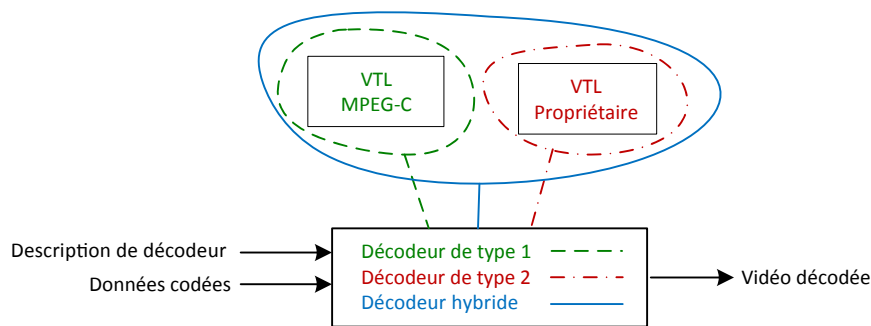 VTL
MPEG-C
VTL
Propriétaire
Description de décodeur
Données codées
Décodeur de type 1
Décodeur de type 2
Décodeur hybride
Vidéo décodée